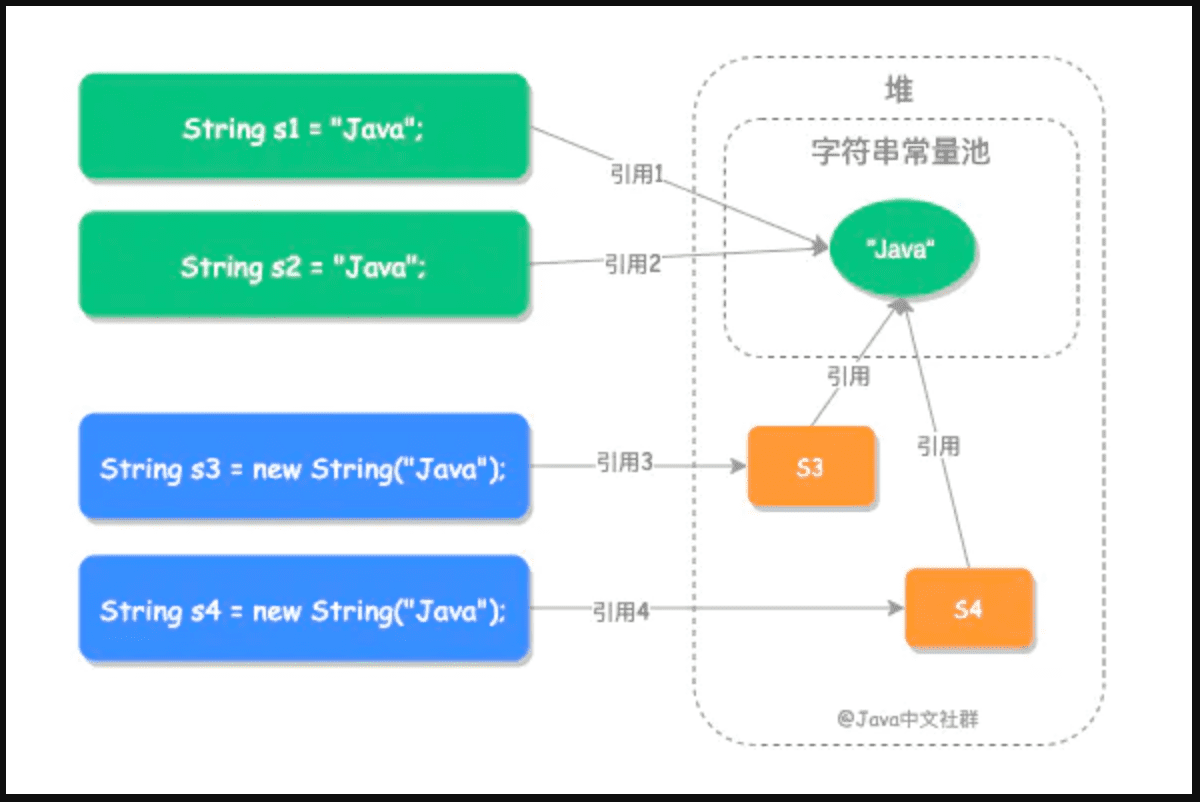 String s1 = "Java";
String s2 = "Java";
String s3 = new String("Java");
String s4 = new String("Java");
引用1
引用2
引用3
引用4
堆
字符串常量池
"Java"
引用
引用
S3
S4
@Java中文社群